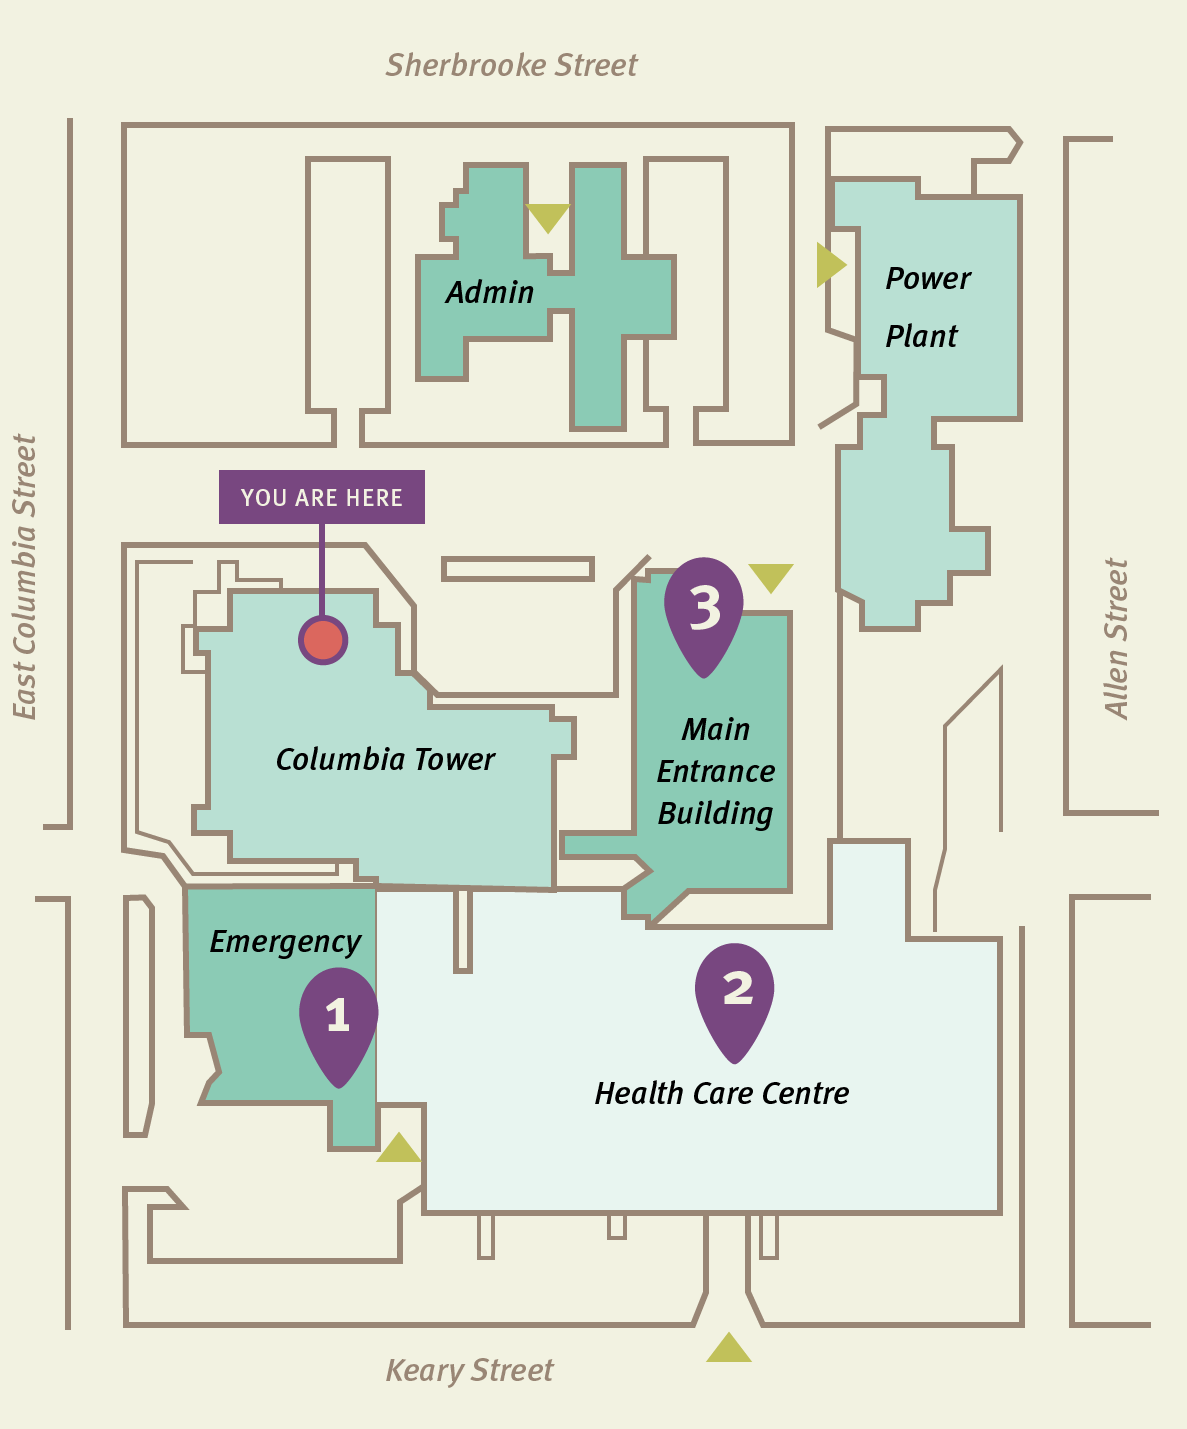 Sherbrooke Street
Admin
Power
Plant
East Columbia Street
YOU ARE HERE
Allen Street
3
Columbia Tower
Main
Entrance
Building
Emergency
1
2
Health Care Centre
Keary Street